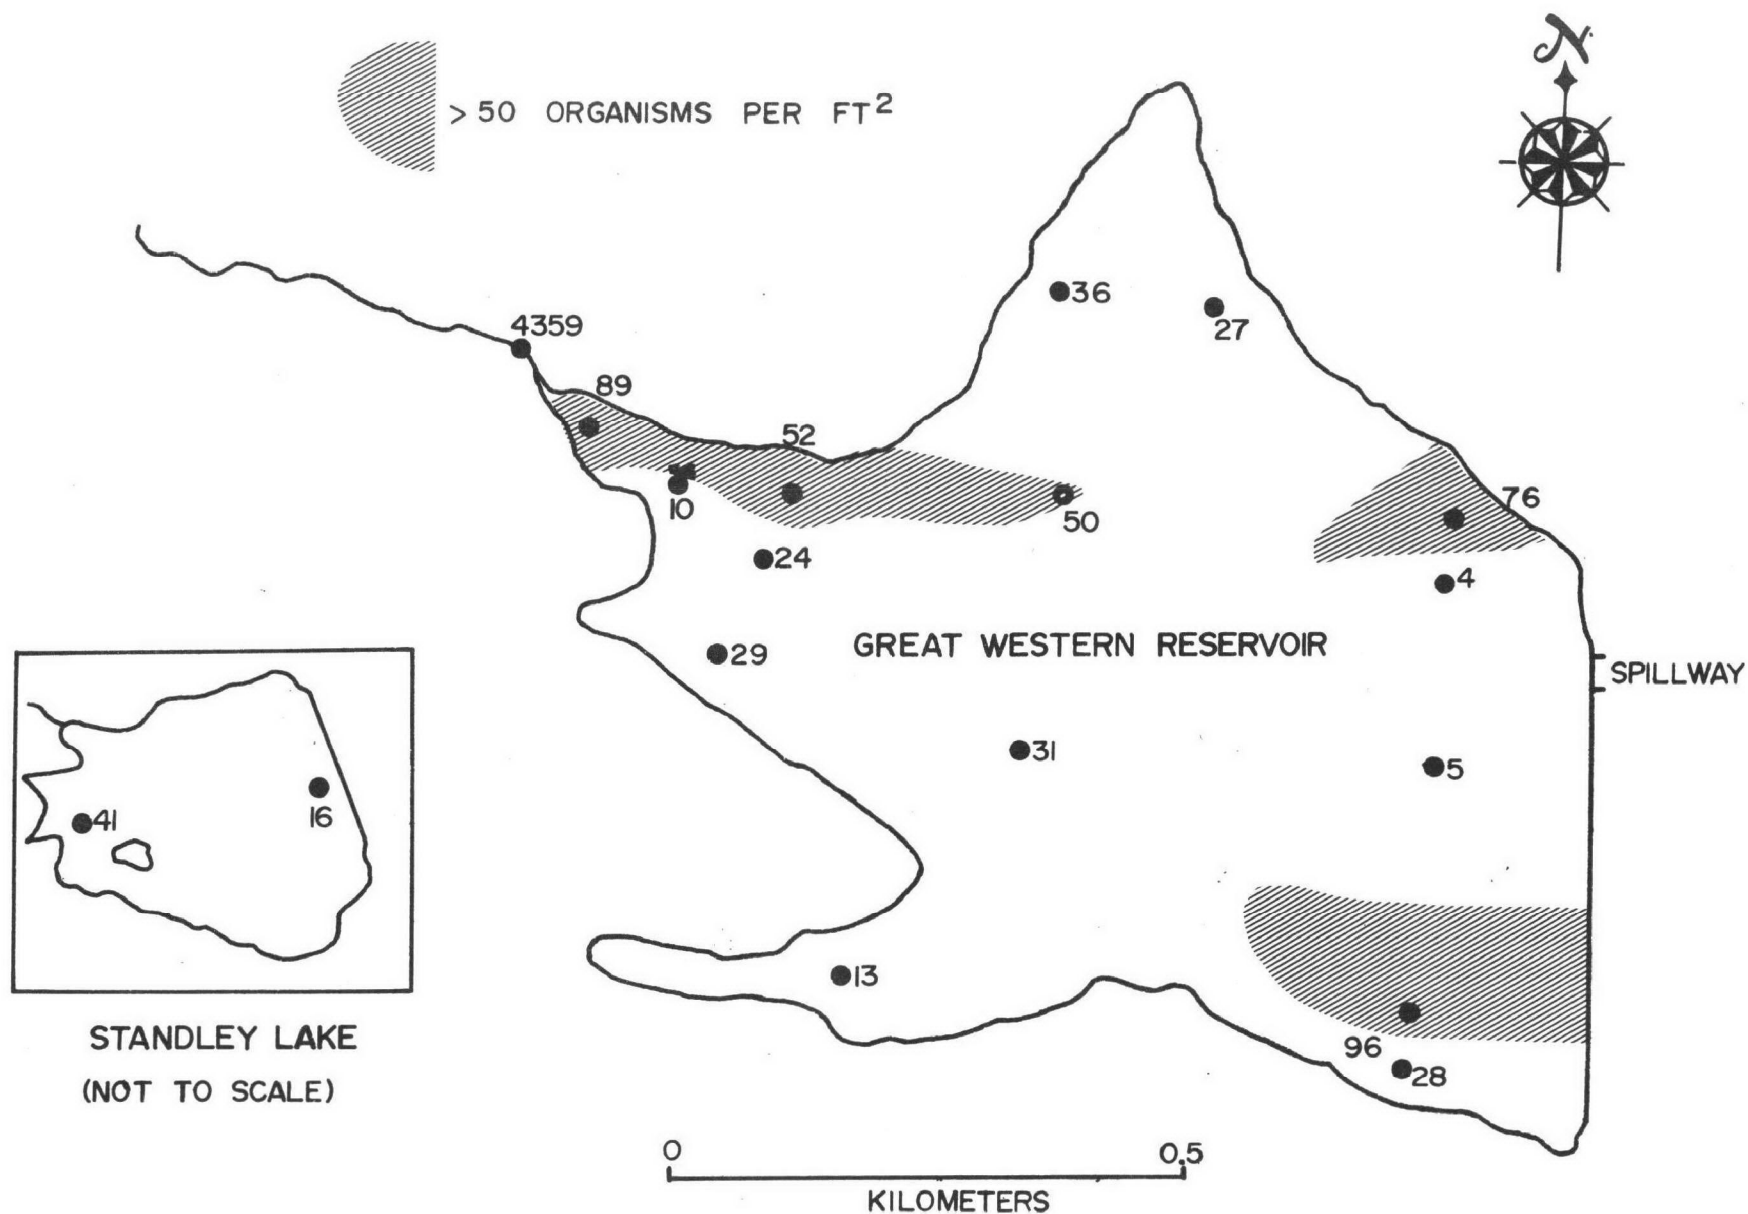 N
> 50 ORGANISMS PER FT²
36
27
4359
89
52
76
10
50
24
4
29
GREAT WESTERN RESERVOIR
SPILLWAY
31
5
41
16
13
96
28
STANDLEY LAKE
(NOT TO SCALE)
0
0.5
KILOMETERS